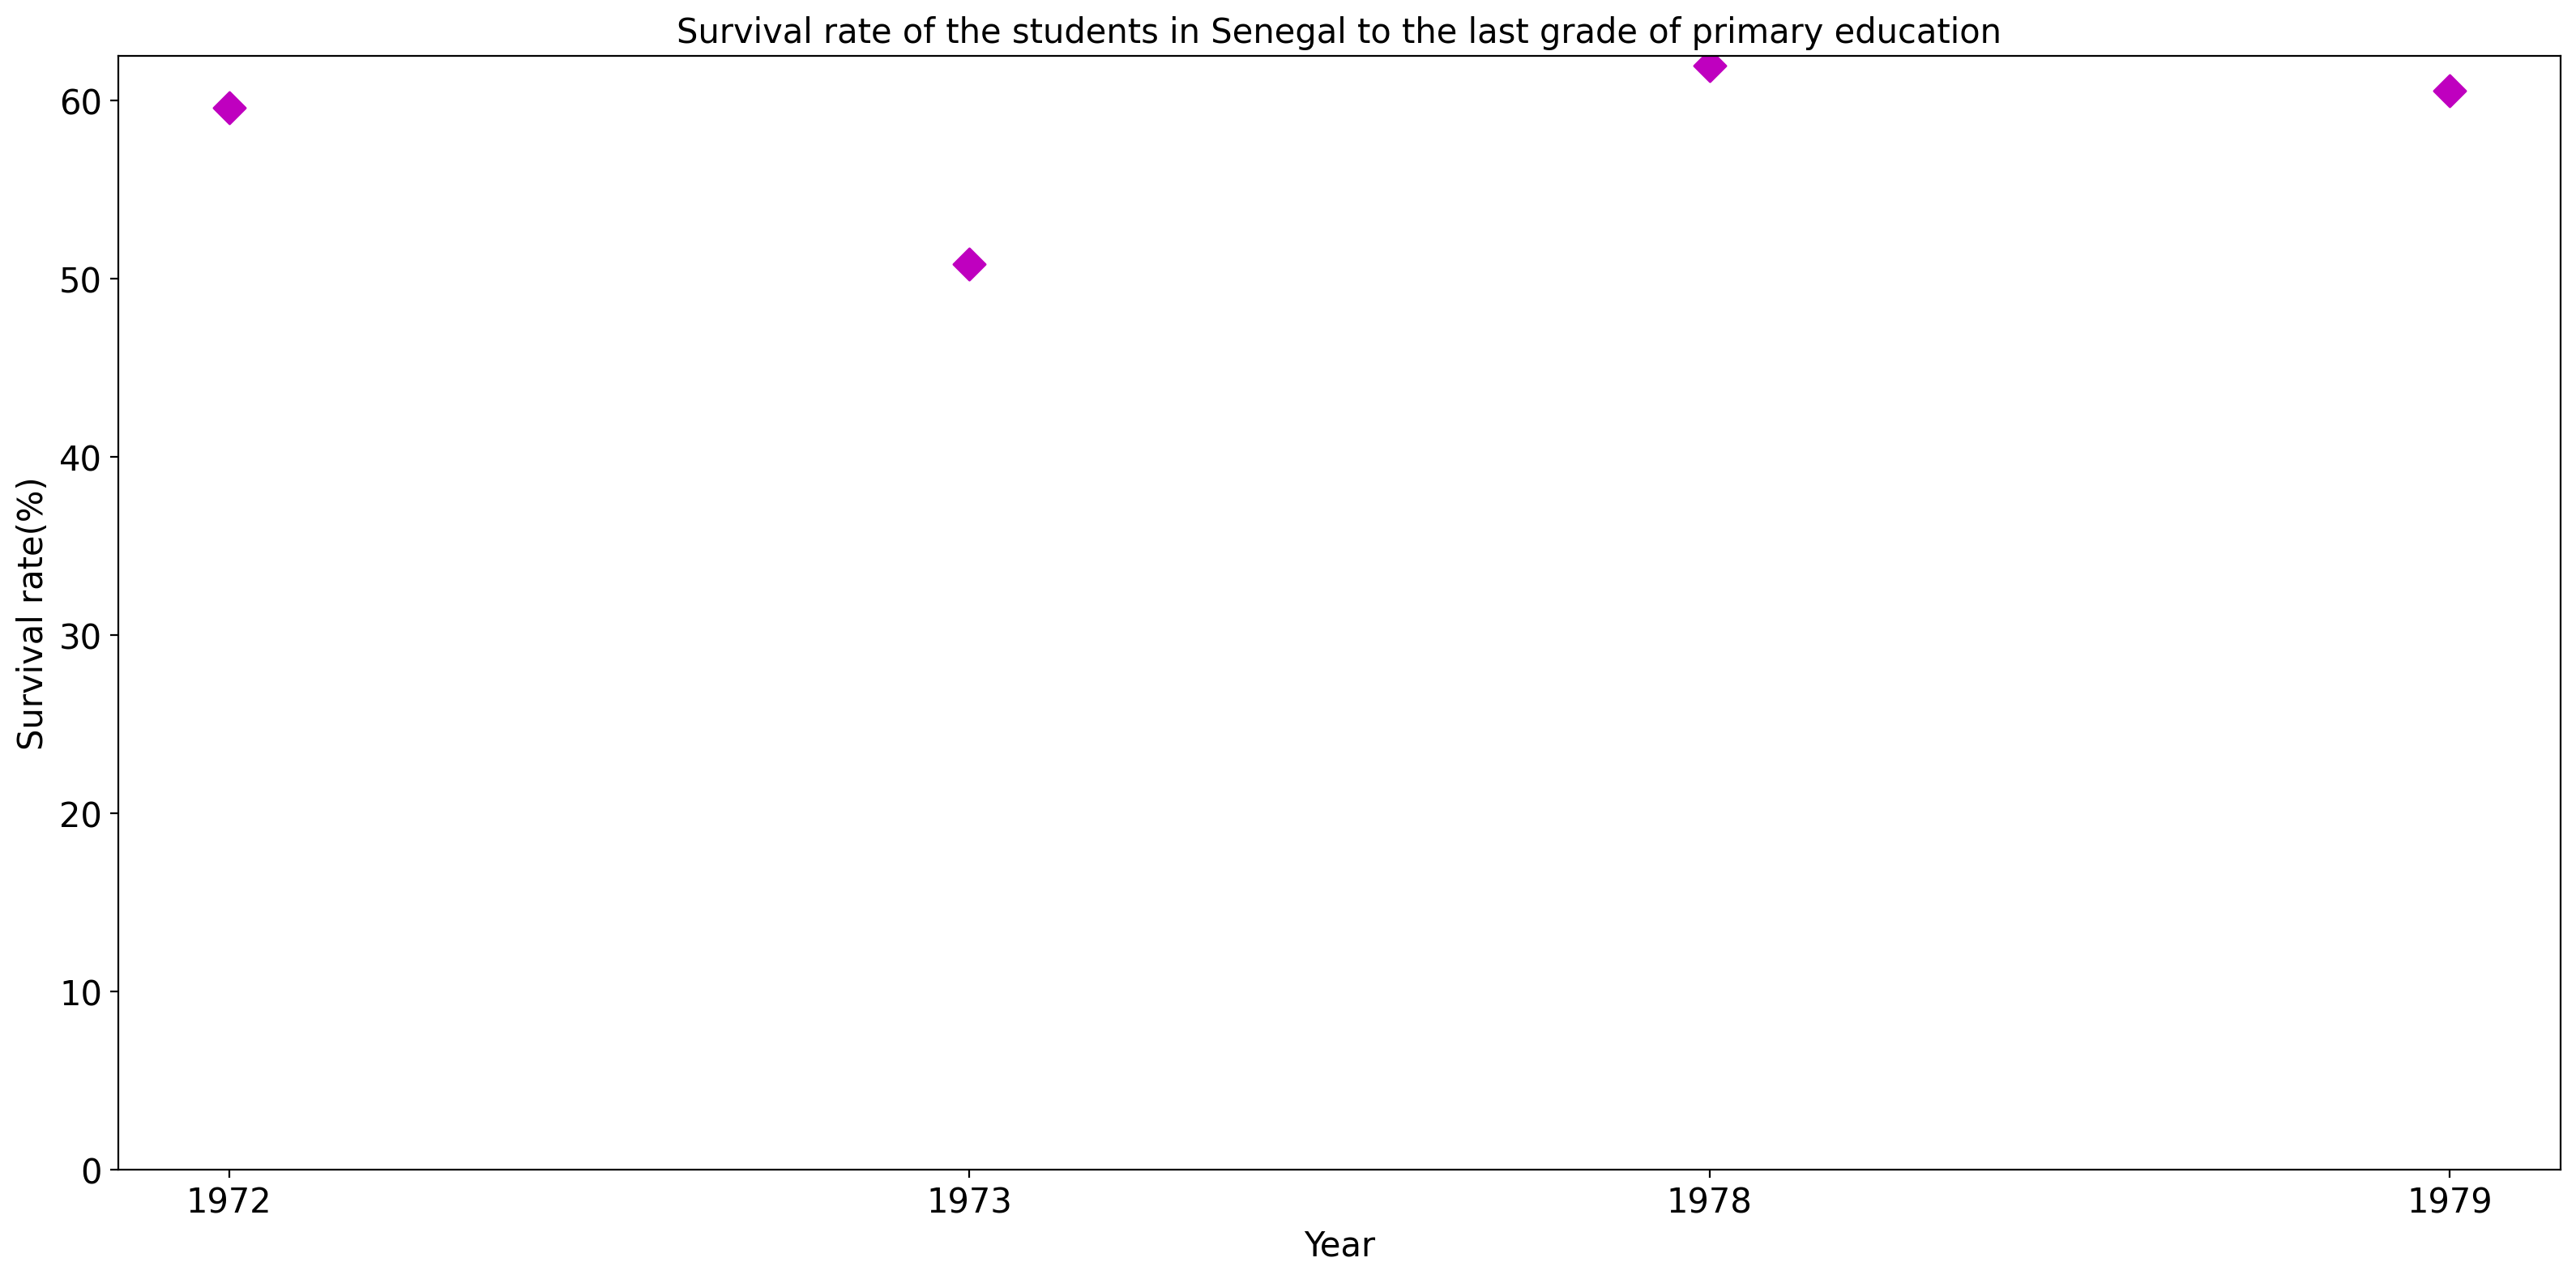 Survival rate of the students in Senegal to the last grade of primary education
60
50
40
30
20
10
0
Survival rate(%)
1972 1973 1978 1979
Year